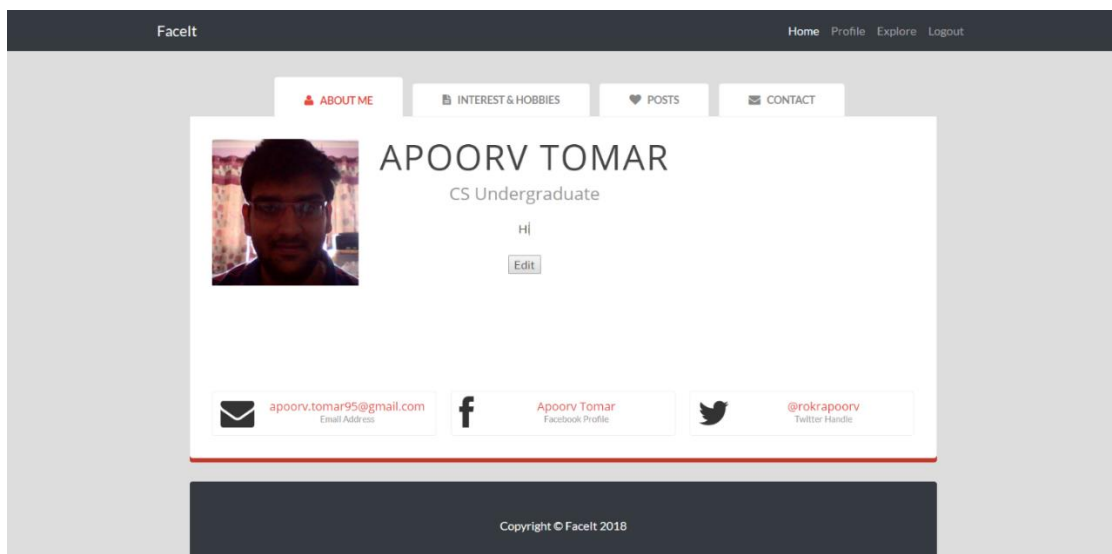 FaceIt
Home Profile Explore Logout
ABOUT ME INTEREST & HOBBIES POSTS CONTACT
APOORV TOMAR
CS Undergraduate
Hi
Edit
apoorv.tomar95@gmail.com
Email Address
Apoorv Tomar
Facebook Profile
@rokrapoorv
Twitter Handle
Copyright © FaceIt 2018